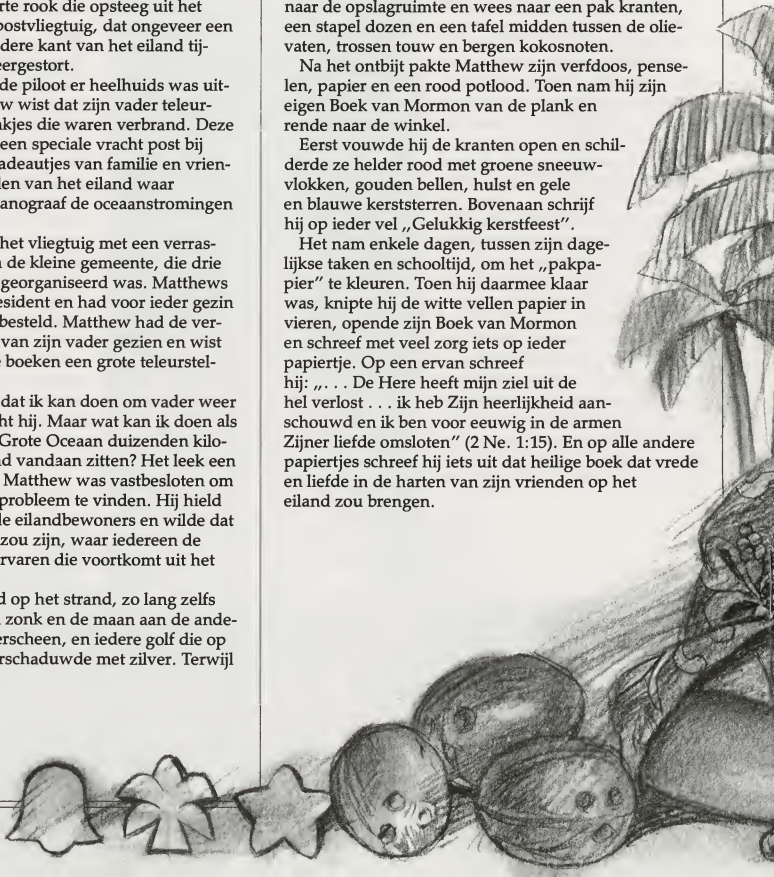 rte rook die opsteeg uit het
postvliegtuig, dat ongeveer een
dere kant van het eiland tij-
eergestort.
de piloot er heelhuids was uit-
w wist dat zijn vader teleur-
akjes die waren verbrand. Deze
een speciale vracht post bij
adeautjes van familie en vrien-
len van het eiland waar
anograaf de oceaanstromingen
het vliegtuig met een verras-
de kleine gemeente, die drie
georganiseerd was. Matthews
esident en had voor ieder gezin
besteld. Matthew had de ver-
van zijn vader gezien en wist
e boeken een grote teleurstel-
dat ik kan doen om vader weer
ht hij. Maar wat kan ik doen als
Grote Oceaan duizenden kilo-
d vandaan zitten? Het leek een
Matthew was vastbesloten om
probleem te vinden. Hij hield
le eilandbewoners en wilde dat
zou zijn, waar iedereen de
rvaren die voortkomt uit het
d op het strand, zo lang zelfs
zonk en de maan aan de ande-
erscheen, en iedere golf die op
rschaduwde met zilver. Terwijl
naar de opslagruimte en wees naar een pak kranten,
een stapel dozen en een tafel midden tussen de olie-
vaten, trossen touw en bergen kokosnoten.
Na het ontbijt pakte Matthew zijn verfdoos, pense-
len, papier en een rood potlood. Toen nam hij zijn
eigen Boek van Mormon van de plank en
rende naar de winkel.
Eerst vouwde hij de kranten open en schil-
derde ze helder rood met groene sneeuw-
vlokken, gouden bellen, hulst en gele
en blauwe kerststerren. Bovenaan schrijf
hij op ieder vel „Gelukkig kerstfeest”.
Het nam enkele dagen, tussen zijn dage-
lijkse taken en schooltijd, om het „pakpa-
pier” te kleuren. Toen hij daarmee klaar
was, knipte hij de witte vellen papier in
vieren, opende zijn Boek van Mormon
en schreef met veel zorg iets op ieder
papiertje. Op een ervan schreef
hij: „. . . De Here heeft mijn ziel uit de
hel verlost . . . ik heb Zijn heerlijkheid aan-
schouwd en ik ben voor eeuwig in de armen
Zijner liefde omsloten” (2 Ne. 1:15). En op alle andere
papiertjes schreef hij iets uit dat heilige boek dat vrede
en liefde in de harten van zijn vrienden op het
eiland zou brengen.